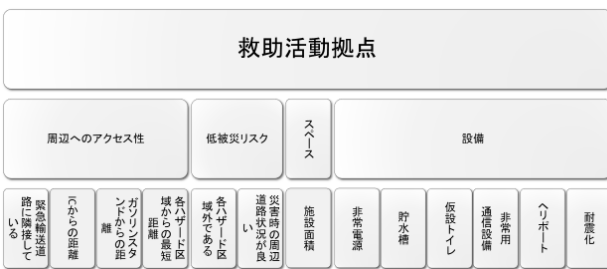 救助活動拠点
周辺へのアクセス性
低被災リスク
スペース
設備
緊急輸送道
路に隣接して
いる
ICからの距離
ガソリンスタ
ンドからの距
離
各ハザード区
域からの最短
距離
各ハザード区
域外である
災害時の周辺
道路状況が良
い
施設面積
非常電源
貯水槽
仮設トイレ
非常用
通信設備
ヘリポート
耐震化